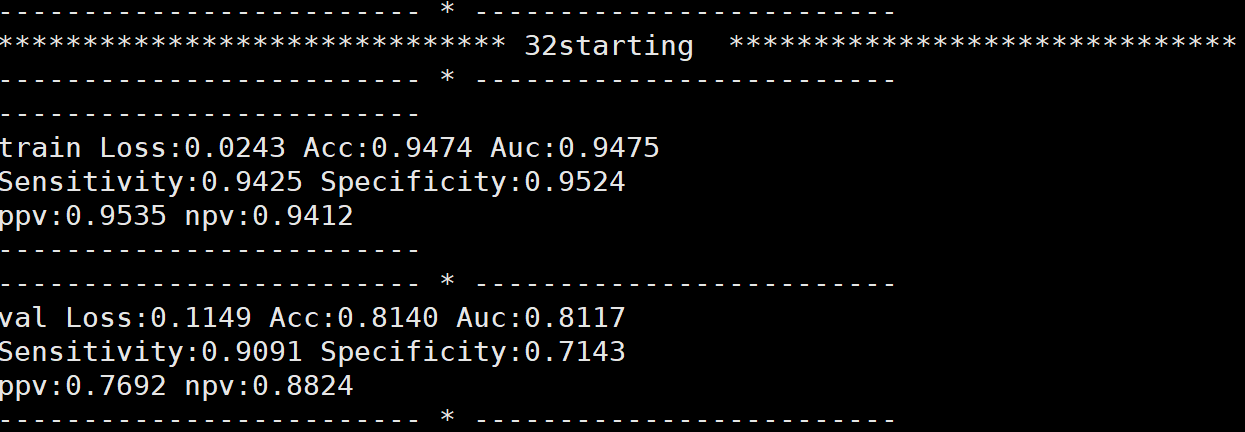 ------------------------- * -------------------------
****************************** 32starting  ******************************
------------------------- * -------------------------
-------------------------
train Loss:0.0243 Acc:0.9474 Auc:0.9475
Sensitivity:0.9425 Specificity:0.9524
ppv:0.9535 npv:0.9412
-------------------------
------------------------- * -------------------------
val Loss:0.1149 Acc:0.8140 Auc:0.8117
Sensitivity:0.9091 Specificity:0.7143
ppv:0.7692 npv:0.8824
------------------------- * -------------------------